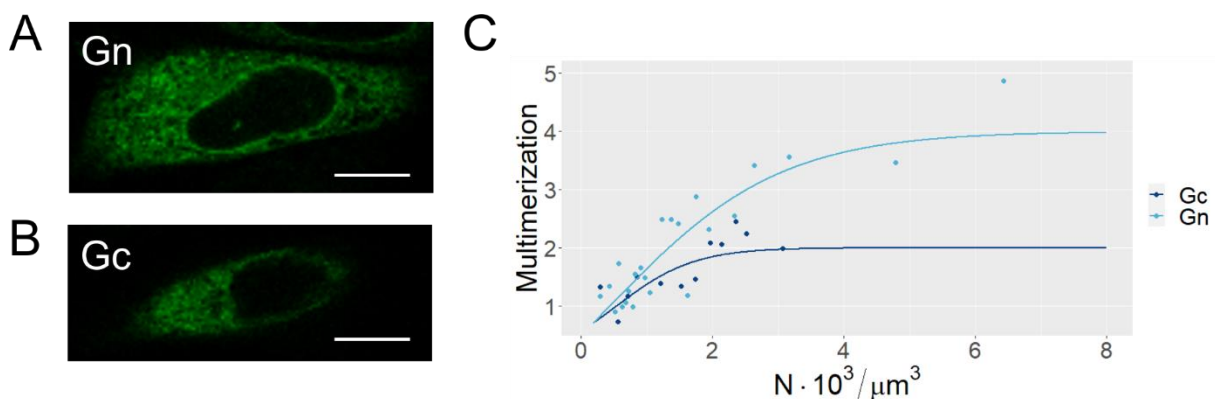 A
Gn
B
Gc
C
Multimerization
5
4
3
2
1
0 2 4 6 8
N · 10³/μm³
Gc
Gn